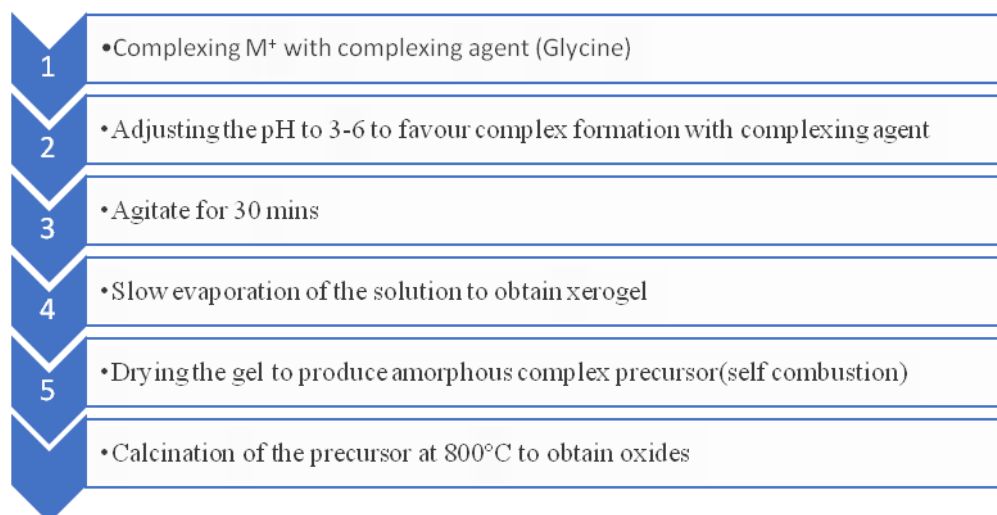 1
•Complexing M⁺ with complexing agent (Glycine)
2
•Adjusting the pH to 3-6 to favour complex formation with complexing agent
3
•Agitate for 30 mins
4
•Slow evaporation of the solution to obtain xerogel
5
•Drying the gel to produce amorphous complex precursor(self combustion)
•Calcination of the precursor at 800°C to obtain oxides